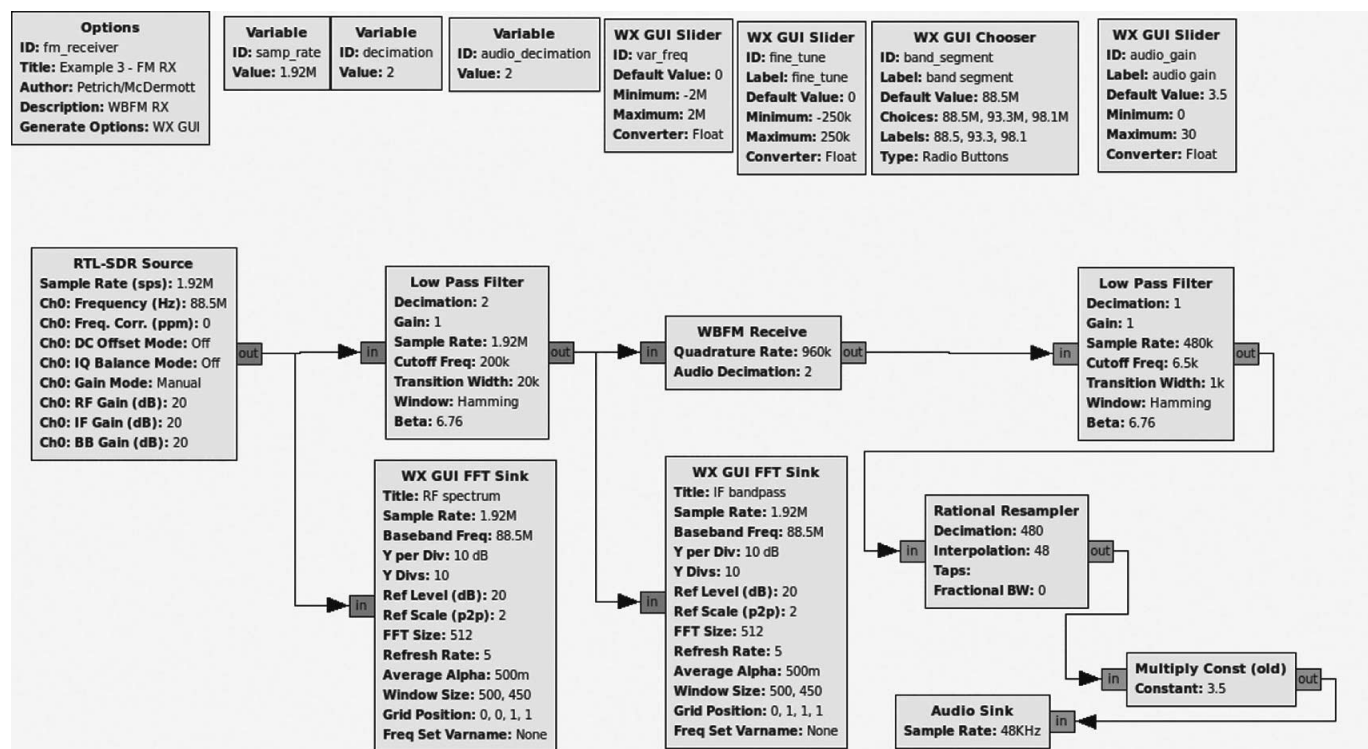 Options
ID: fm_receiver
Title: Example 3 - FM RX
Author: Petrich/McDermott
Description: WBFM RX
Generate Options: WX GUI
Variable
ID: samp_rate
Value: 1.92M
Variable
ID: decimation
Value: 2
Variable
ID: audio_decimation
Value: 2
WX GUI Slider
ID: var_freq
Default Value: 0
Minimum: -2M
Maximum: 2M
Converter: Float
WX GUI Slider
ID: fine_tune
Label: fine_tune
Default Value: 0
Minimum: -250k
Maximum: 250k
Converter: Float
WX GUI Chooser
ID: band_segment
Label: band segment
Default Value: 88.5M
Choices: 88.5M, 93.3M, 98.1M
Labels: 88.5, 93.3, 98.1
Type: Radio Buttons
WX GUI Slider
ID: audio_gain
Label: audio gain
Default Value: 3.5
Minimum: 0
Maximum: 30
Converter: Float
RTL-SDR Source
Sample Rate (sps): 1.92M
Ch0: Frequency (Hz): 88.5M
Ch0: Freq. Corr. (ppm): 0
Ch0: DC Offset Mode: Off
Ch0: IQ Balance Mode: Off
Ch0: Gain Mode: Manual
Ch0: RF Gain (dB): 20
Ch0: IF Gain (dB): 20
Ch0: BB Gain (dB): 20
out
in
Low Pass Filter
Decimation: 2
Gain: 1
Sample Rate: 1.92M
Cutoff Freq: 200k
Transition Width: 20k
Window: Hamming
Beta: 6.76
out
in
WBFM Receive
Quadrature Rate: 960k
Audio Decimation: 2
out
in
Low Pass Filter
Decimation: 1
Gain: 1
Sample Rate: 480k
Cutoff Freq: 6.5k
Transition Width: 1k
Window: Hamming
Beta: 6.76
out
in
WX GUI FFT Sink
Title: RF spectrum
Sample Rate: 1.92M
Baseband Freq: 88.5M
Y per Div: 10 dB
Y Divs: 10
Ref Level (dB): 20
Ref Scale (p2p): 2
FFT Size: 512
Refresh Rate: 5
Average Alpha: 500m
Window Size: 500, 450
Grid Position: 0, 0, 1, 1
Freq Set Varname: None
in
WX GUI FFT Sink
Title: IF bandpass
Sample Rate: 1.92M
Baseband Freq: 88.5M
Y per Div: 10 dB
Y Divs: 10
Ref Level (dB): 20
Ref Scale (p2p): 2
FFT Size: 512
Refresh Rate: 5
Average Alpha: 500m
Window Size: 500, 450
Grid Position: 0, 1, 1, 1
Freq Set Varname: None
in
Rational Resampler
Decimation: 480
Interpolation: 48
Taps:
Fractional BW: 0
out
in
Multiply Const (old)
Constant: 3.5
out
Audio Sink
Sample Rate: 48KHz
in